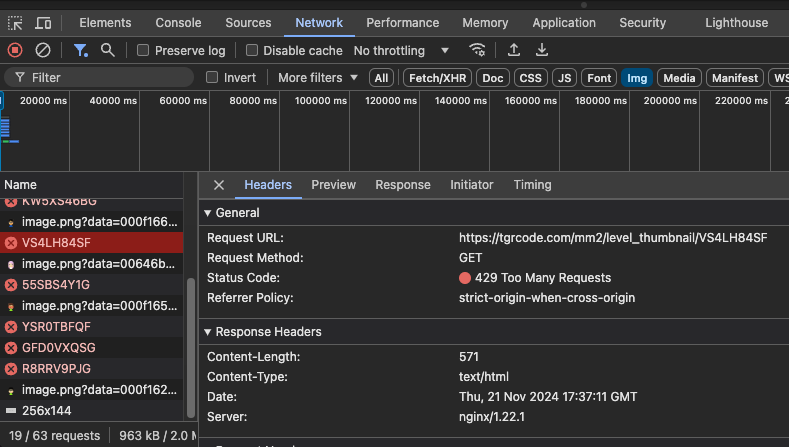 Elements Console Sources Network Performance Memory Application Security Lighthouse
Preserve log Disable cache No throttling
Filter Invert More filters All Fetch/XHR Doc CSS JS Font Img Media Manifest WS
20000 ms 40000 ms 60000 ms 80000 ms 100000 ms 120000 ms 140000 ms 160000 ms 180000 ms 200000 ms 220000 ms
Name
Headers Preview Response Initiator Timing
KW5XS46BG
image.png?data=000f166...
VS4LH84SF
image.png?data=00646b...
55SBS4Y1G
image.png?data=000f165...
YSR0TBFQF
GFD0VXQSG
R8RRV9PJG
image.png?data=000f162...
256x144
19 / 63 requests 963 kB / 2.0 M
General
Request URL: https://tgrcode.com/mm2/level_thumbnail/VS4LH84SF
Request Method: GET
Status Code: 429 Too Many Requests
Referrer Policy: strict-origin-when-cross-origin
Response Headers
Content-Length: 571
Content-Type: text/html
Date: Thu, 21 Nov 2024 17:37:11 GMT
Server: nginx/1.22.1